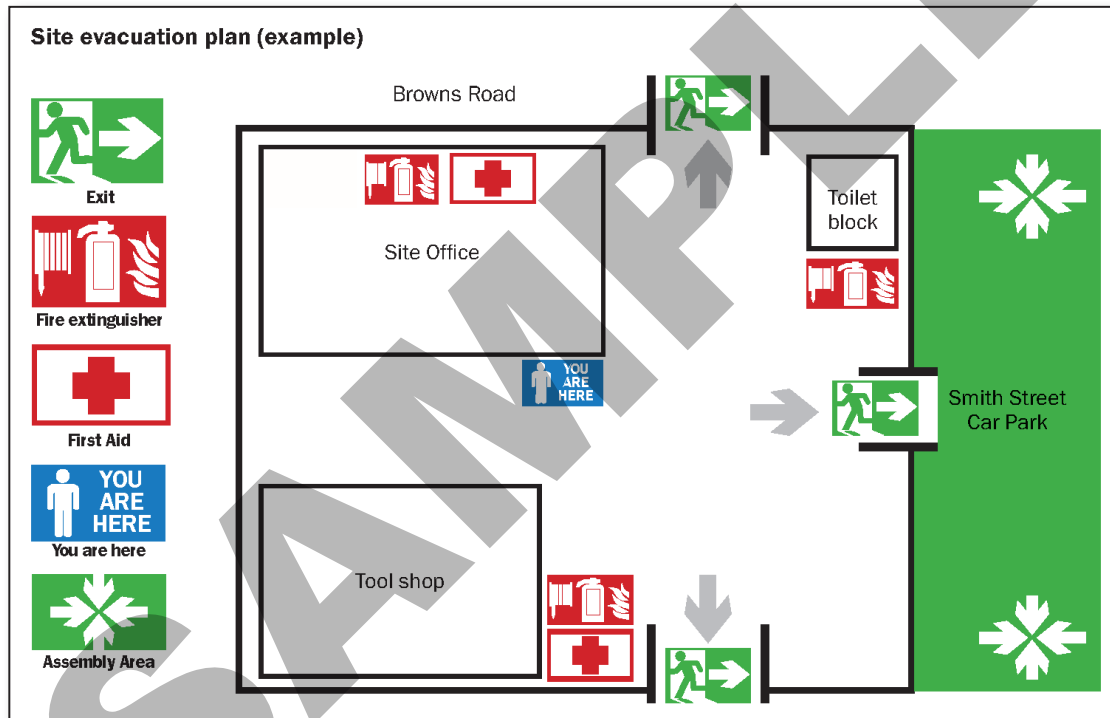 Site evacuation plan (example)
Exit
Fire extinguisher
First Aid
YOU
ARE
HERE
You are here
Assembly Area
Browns Road
Site Office
YOU
ARE
HERE
Tool shop
Toilet
block
Smith Street
Car Park
SAMPLE